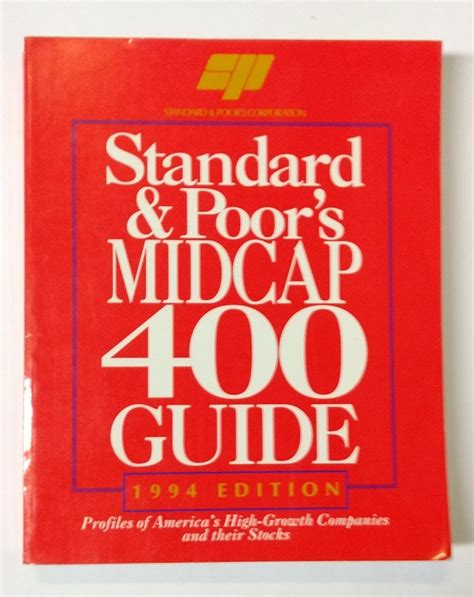 SP
STANDARD & POOR'S CORPORATION
Standard
& Poor's
MIDCAP
400
GUIDE
1994 EDITION
Profiles of America's High-Growth Companies
and their Stocks